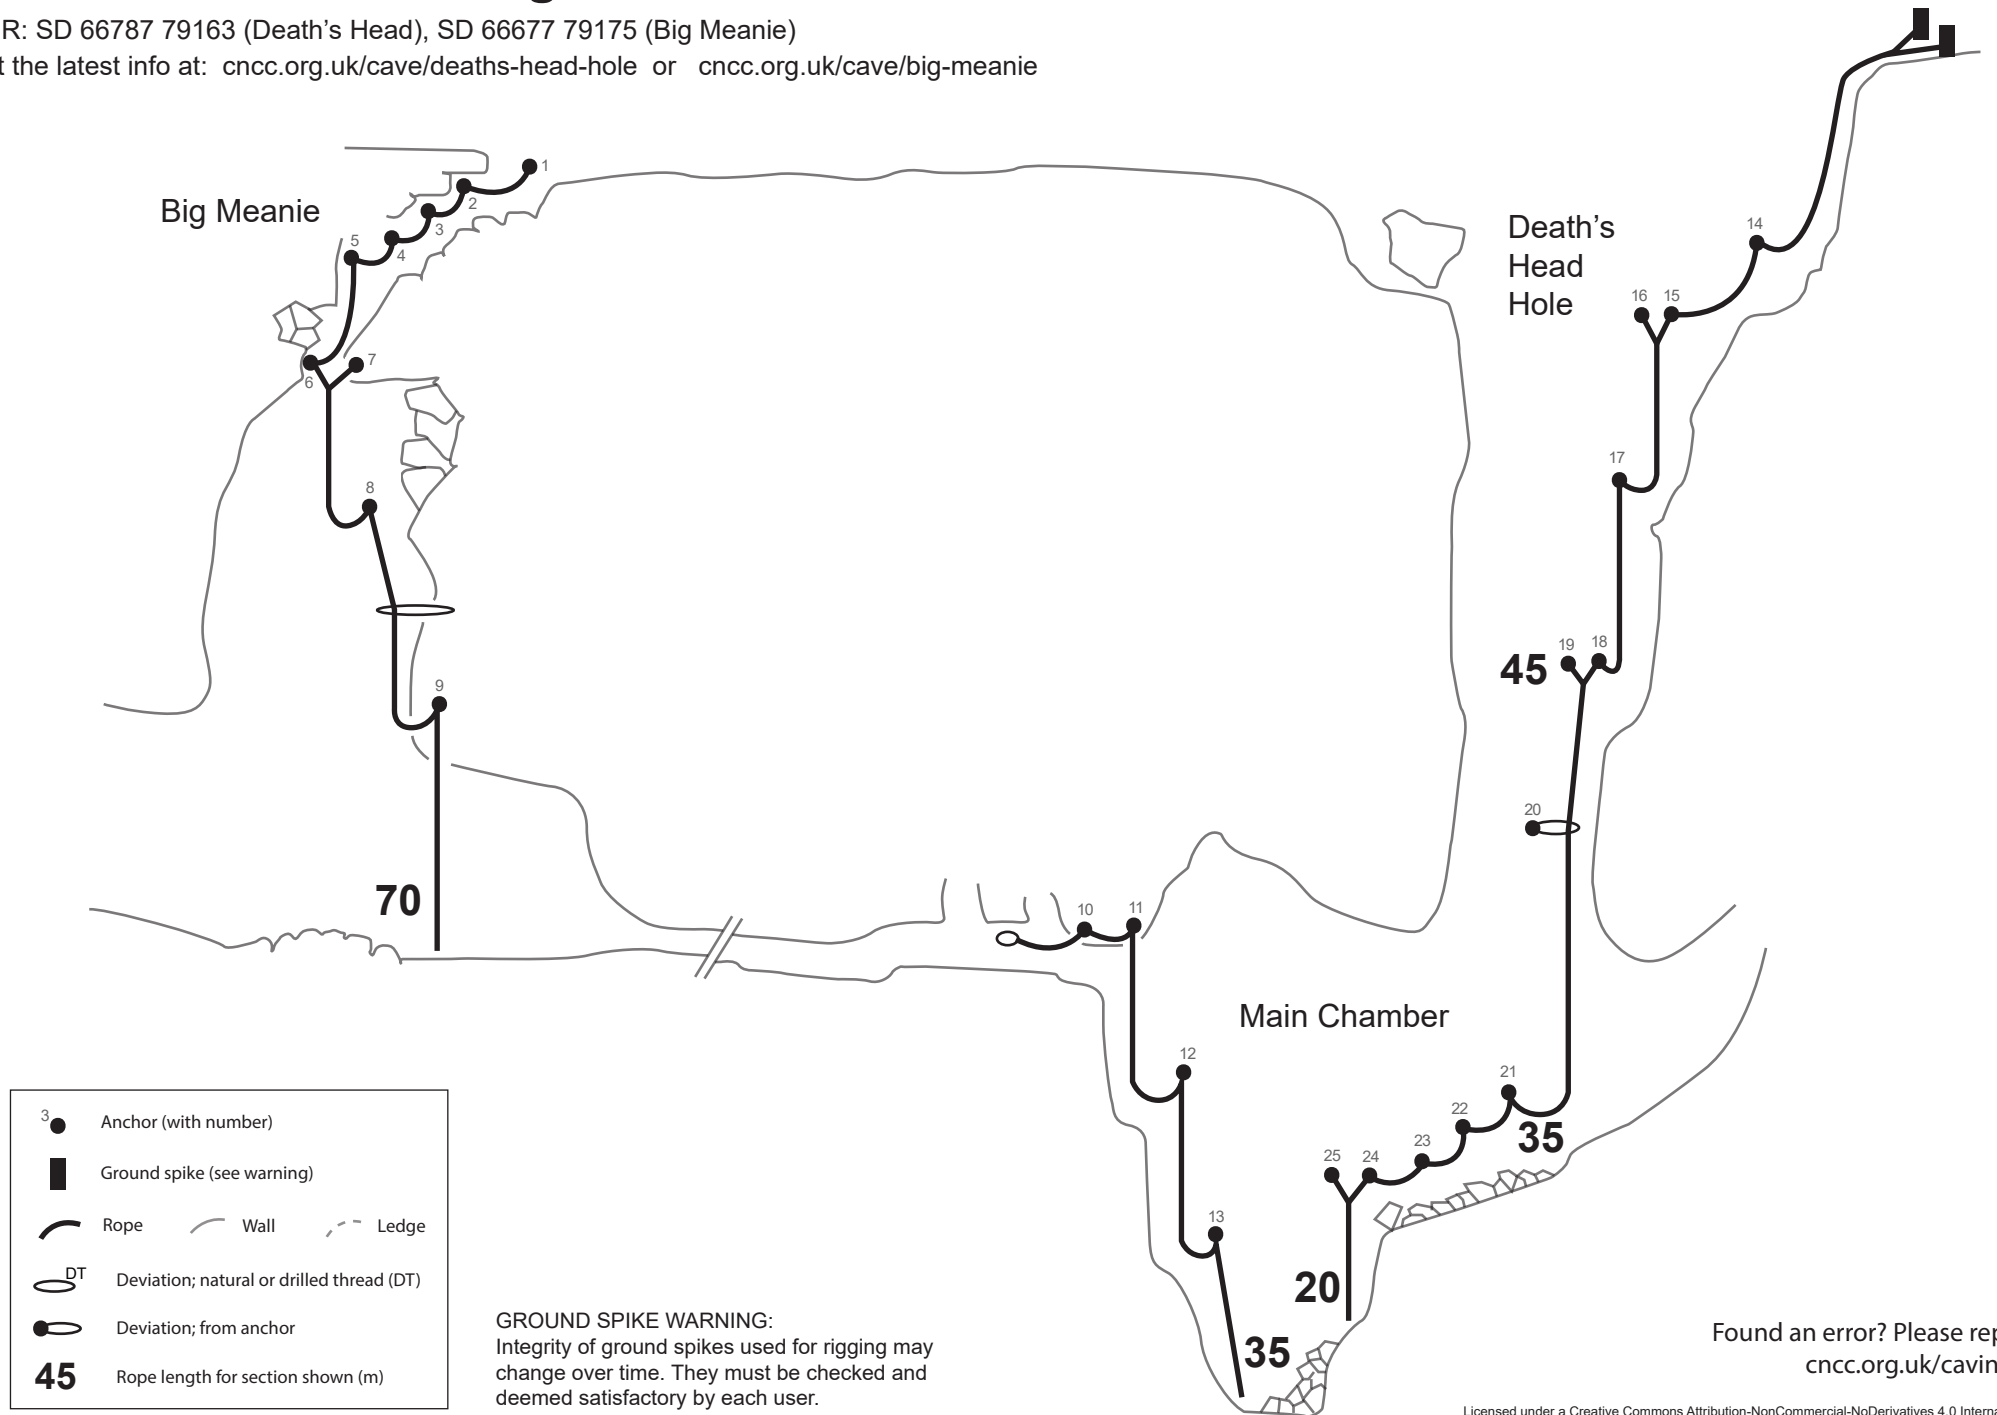 R: SD 66787 79163 (Death's Head), SD 66677 79175 (Big Meanie)
the latest info at: cncc.org.uk/cave/deaths-head-hole or cncc.org.uk/cave/big-meanie
Big Meanie
1
2
3
4
5
6
7
8
9
70
Death's
Head
Hole
14
16 15
17
19 18
45
20
10
11
Main Chamber
12
13
21
22
23
24
25
35
20
35
3
Anchor (with number)
Ground spike (see warning)
Rope
Wall
Ledge
DT
Deviation; natural or drilled thread (DT)
Deviation; from anchor
45
Rope length for section shown (m)
GROUND SPIKE WARNING:
Integrity of ground spikes used for rigging may
change over time. They must be checked and
deemed satisfactory by each user.
Found an error? Please rep
cncc.org.uk/cavin
Licensed under a Creative Commons Attribution-NonCommercial-NoDerivatives 4.0 Interna